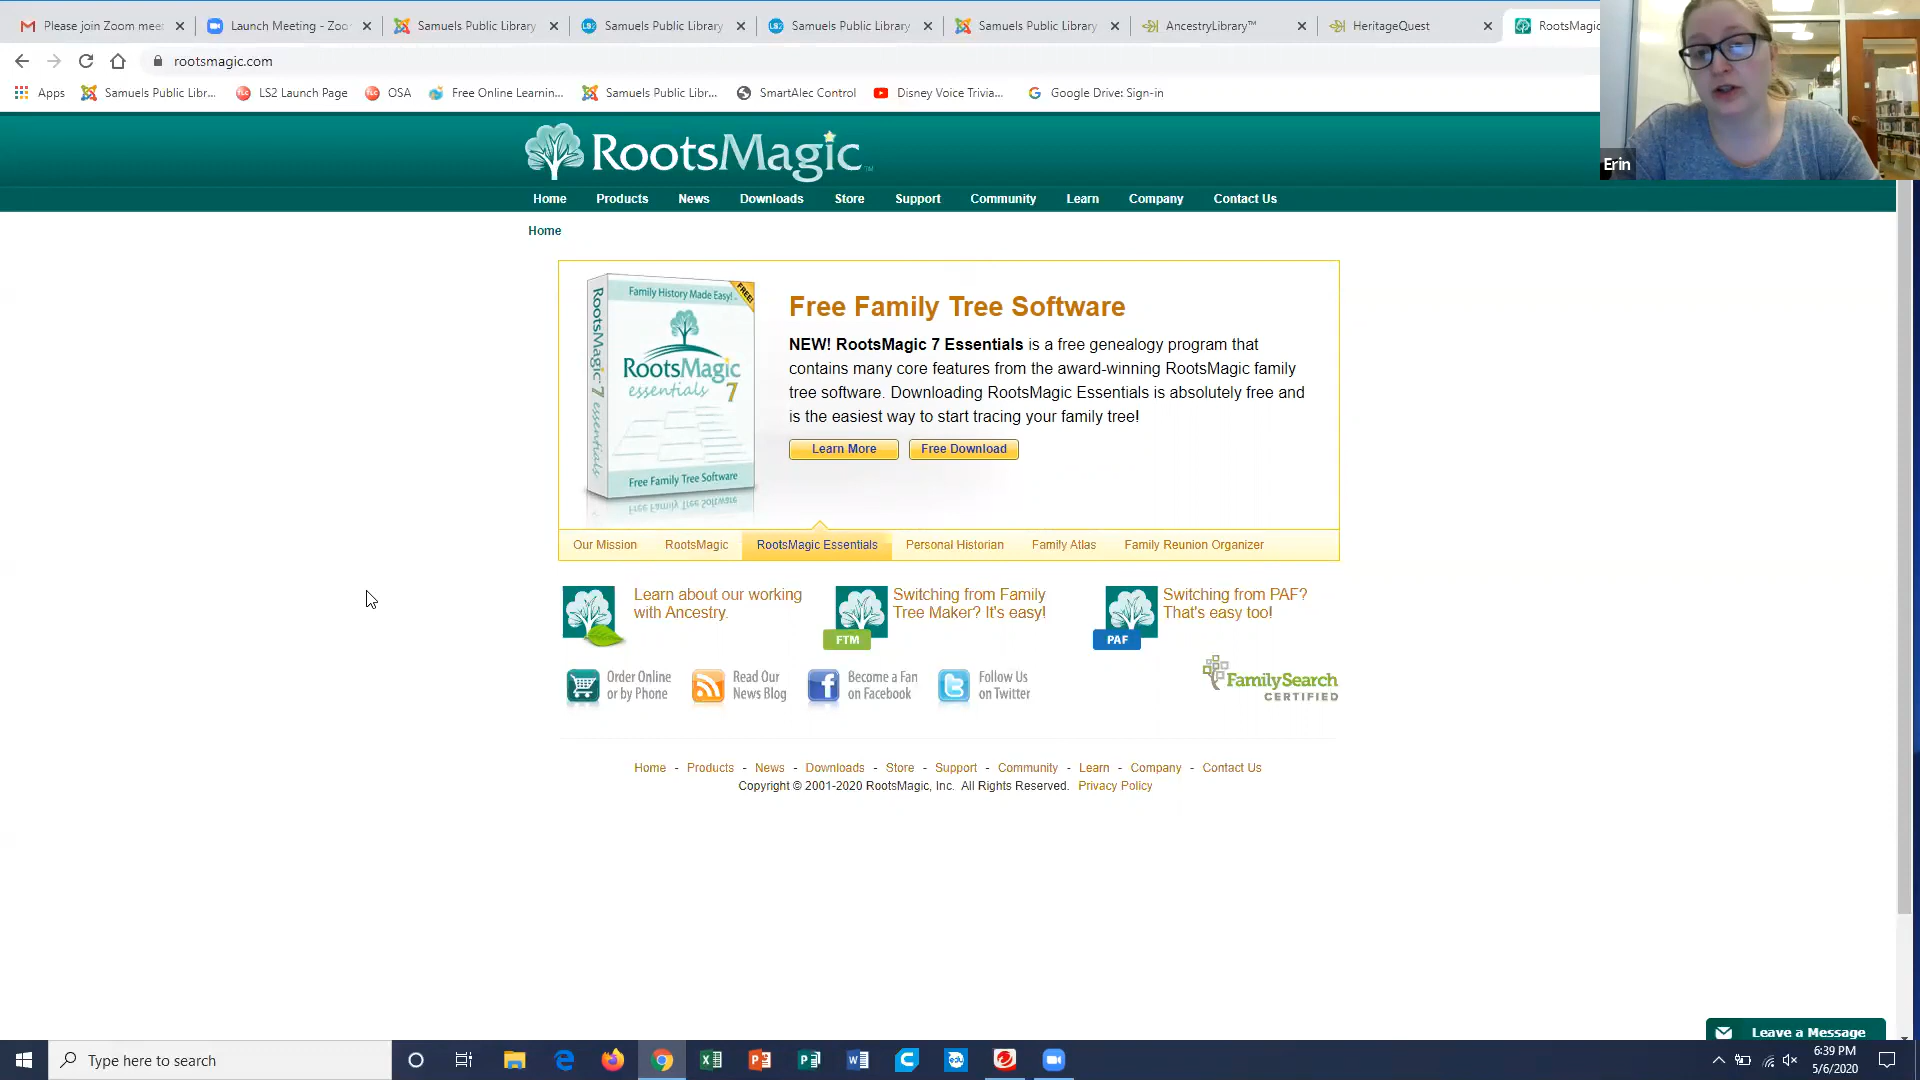 Please join Zoom mee
Launch Meeting - Zoo
Samuels Public Library
Samuels Public Library
Samuels Public Library
Samuels Public Library
AncestryLibrary™
HeritageQuest
RootsMagic
rootsmagic.com
Apps
Samuels Public Libr...
LS2 Launch Page
OSA
Free Online Learnin...
Samuels Public Libr...
SmartAlec Control
Disney Voice Trivia...
Google Drive: Sign-in
Erin
RootsMagic
Home Products News Downloads Store Support Community Learn Company Contact Us
Home
Family History Made Easy!
FREE!
RootsMagic 7 essentials
RootsMagic
essentials 7
Free Family Tree Software
Free Family Tree Software
NEW! RootsMagic 7 Essentials is a free genealogy program that
contains many core features from the award-winning RootsMagic family
tree software. Downloading RootsMagic Essentials is absolutely free and
is the easiest way to start tracing your family tree!
Learn More Free Download
Our Mission RootsMagic RootsMagic Essentials Personal Historian Family Atlas Family Reunion Organizer
Learn about our working
with Ancestry.
Switching from Family
Tree Maker? It's easy!
FTM
Switching from PAF?
That's easy too!
PAF
Order Online
or by Phone
Read Our
News Blog
Become a Fan
on Facebook
Follow Us
on Twitter
FamilySearch
CERTIFIED
Home - Products - News - Downloads - Store - Support - Community - Learn - Company - Contact Us
Copyright © 2001-2020 RootsMagic, Inc. All Rights Reserved. Privacy Policy
Leave a Message
Type here to search
6:39 PM
5/6/2020